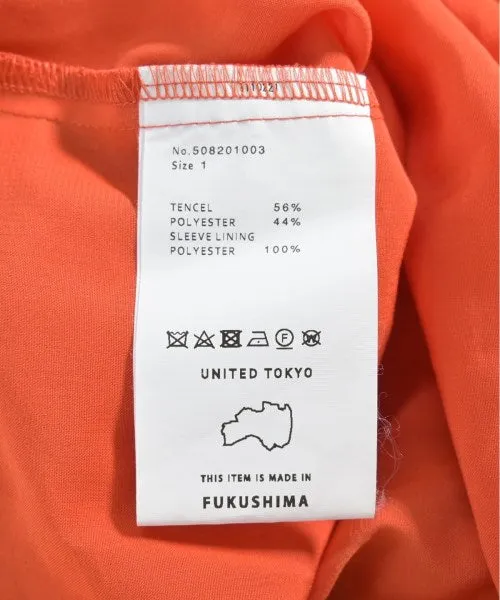 No.508201003
Size 1
TENCEL 56%
POLYESTER 44%
SLEEVE LINING
POLYESTER 100%
F
W
UNITED TOKYO
THIS ITEM IS MADE IN
FUKUSHIMA